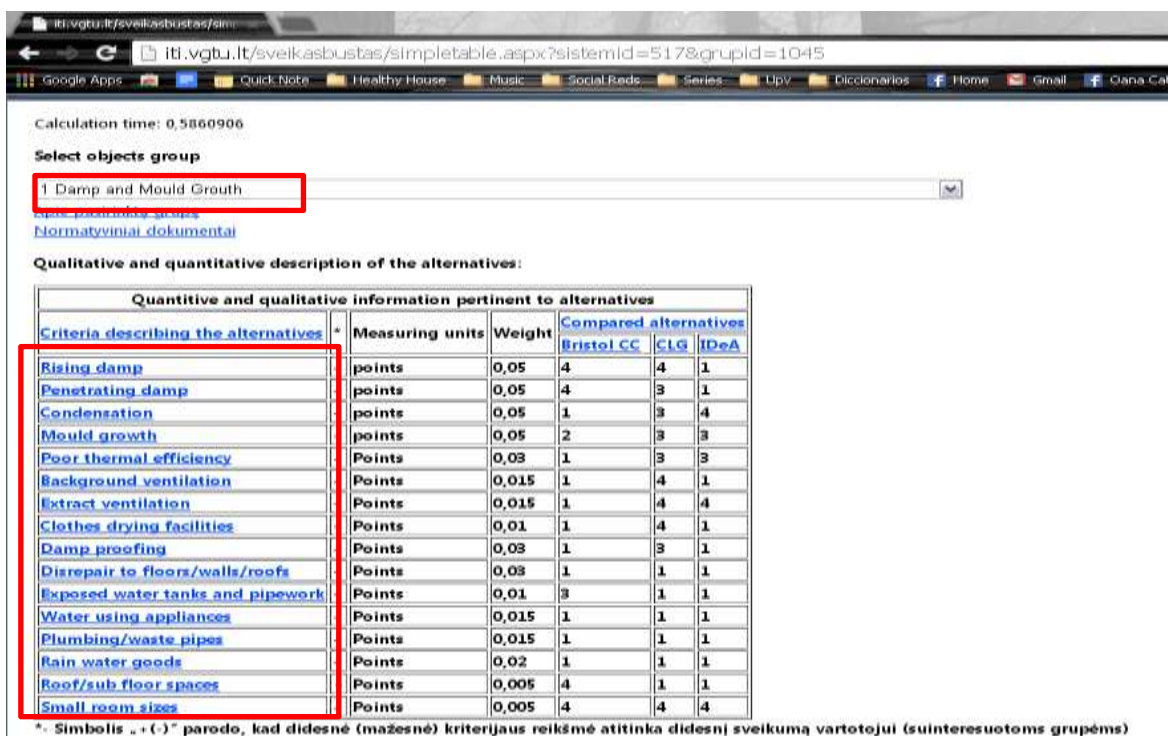 iti.vgtu.lt/sveikasbustas/sim
iti.vgtu.lt/sveikasbustas/simpletable.aspx?sistemid=517&grupid=1045
Google Apps Quick Note Healthy House Music Social Reds Series Upv Diccionarios Home Gmail Oana Cal
Calculation time: 0,5860906
Select objects group
1 Damp and Mould Grouth
Apie pasirinktą grupę
Normatyviniai dokumentai
Qualitative and quantitative description of the alternatives:
Quantitive and qualitative information pertinent to alternatives
Criteria describing the alternatives * Measuring units Weight Compared alternatives
Bristol CC CLG IDeA
Rising damp - points 0,05 4 4 1
Penetrating damp - points 0,05 4 3 1
Condensation - points 0,05 1 3 4
Mould growth - points 0,05 2 3 3
Poor thermal efficiency - Points 0,03 1 3 3
Background ventilation - Points 0,015 1 4 1
Extract ventilation - Points 0,015 1 4 4
Clothes drying facilities - Points 0,01 1 4 1
Damp proofing - Points 0,03 1 3 1
Disrepair to floors/walls/roofs - Points 0,03 1 1 1
Exposed water tanks and pipework - Points 0,01 3 1 1
Water using appliances - Points 0,015 1 1 1
Plumbing/waste pipes - Points 0,015 1 1 1
Rain water goods - Points 0,02 1 1 1
Roof/sub floor spaces - Points 0,005 4 1 1
Small room sizes - Points 0,005 4 4 4
*- Simbolis „+(-)“ parodo, kad didesnė (mažesnė) kriterijaus reikšmė atitinka didesnį sveikumą vartotojui (suinteresuotoms grupėms)